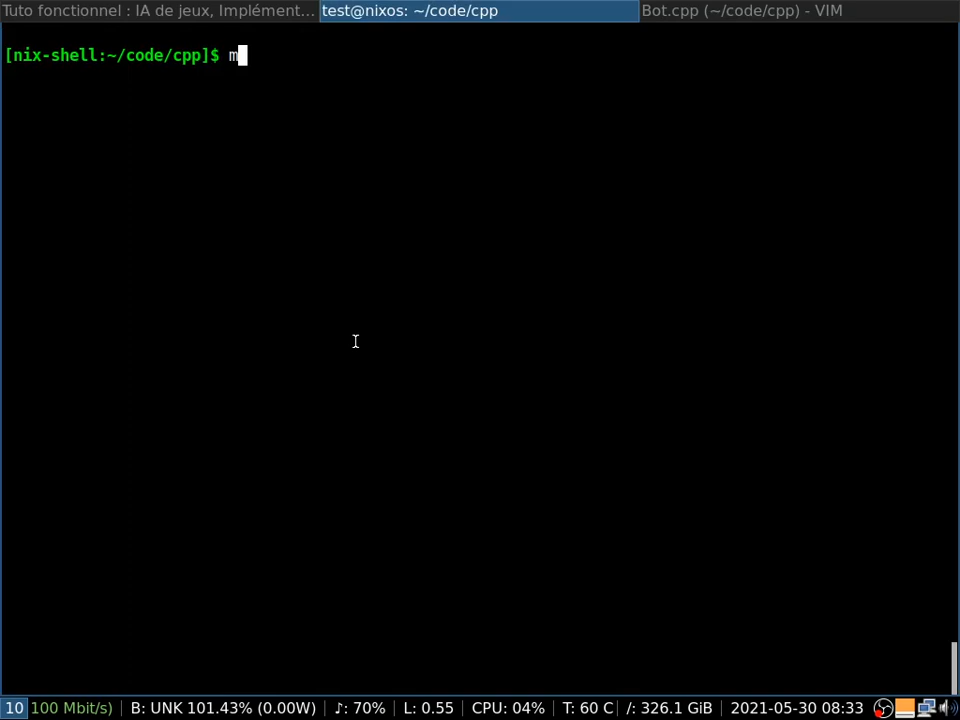 Tuto fonctionnel : IA de jeux, Implément... test@nixos: ~/code/cpp Bot.cpp (~/code/cpp) - VIM
[nix-shell:~/code/cpp]$ m
10 100 Mbit/s) | B: UNK 101.43% (0.00W) | ♪: 70% | L: 0.55 | CPU: 04% | T: 60 C | /: 326.1 GiB | 2021-05-30 08:33